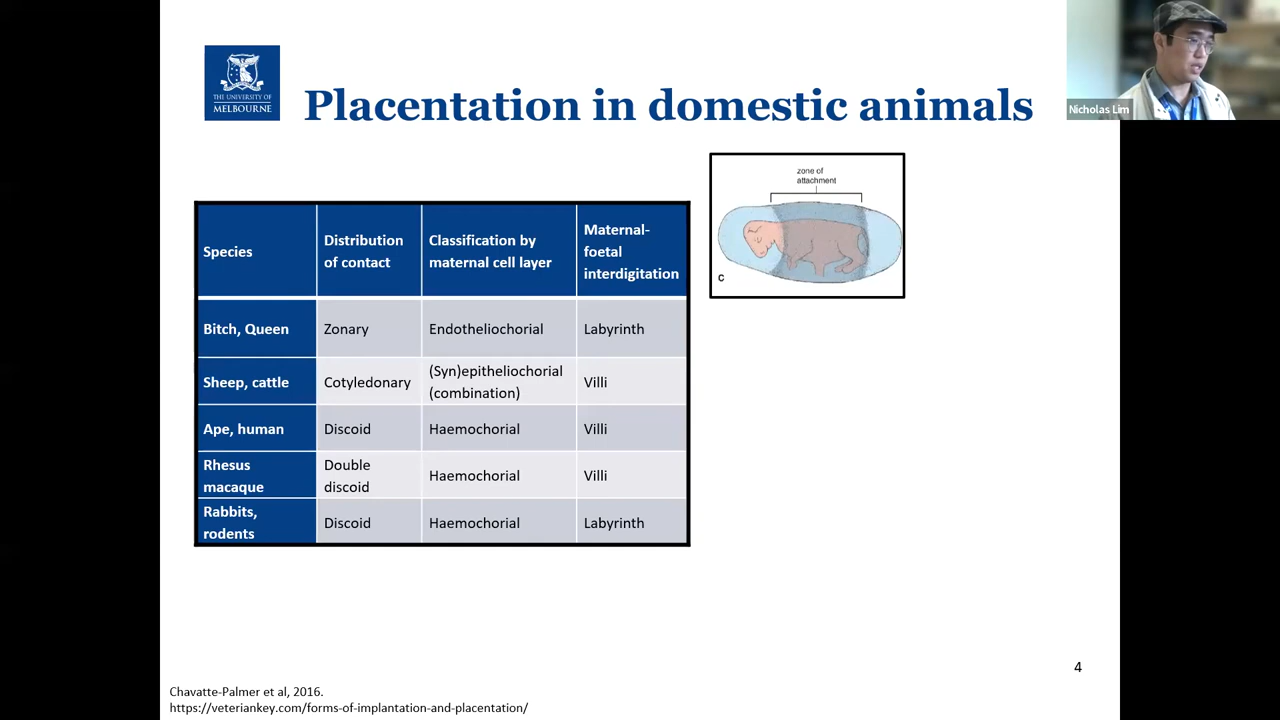 THE UNIVERSITY OF
MELBOURNE
Placentation in domestic animals
Nicholas Lim
zone of
attachment
c
Species
Distribution
of contact
Classification by
maternal cell layer
Maternal-
foetal
interdigitation
Bitch, Queen
Zonary
Endotheliochorial
Labyrinth
Sheep, cattle
Cotyledonary
(Syn)epitheliochorial
(combination)
Villi
Ape, human
Discoid
Haemochorial
Villi
Rhesus
macaque
Double
discoid
Haemochorial
Villi
Rabbits,
rodents
Discoid
Haemochorial
Labyrinth
4
Chavatte-Palmer et al, 2016.
https://veteriankey.com/forms-of-implantation-and-placentation/